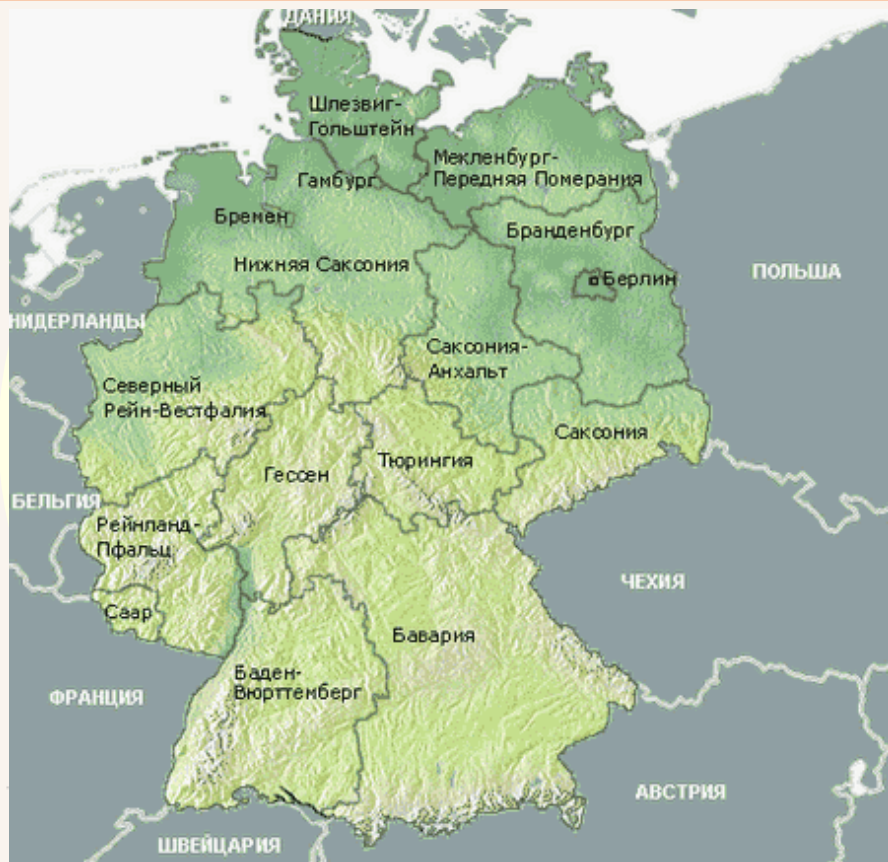 ДАНИЯ
Шлезвиг-
Гольштейн
Мекленбург-
Передняя Померания
Гамбург
Бремен
Бранденбург
Нижняя Саксония
Берлин
ПОЛЬША
НИДЕРЛАНДЫ
Саксония-
Анхальт
Северный
Рейн-Вестфалия
Саксония
Тюрингия
Гессен
БЕЛЬГИЯ
Рейнланд-
Пфальц
ЧЕХИЯ
Саар
Бавария
Баден-
Вюрттемберг
ФРАНЦИЯ
АВСТРИЯ
ШВЕЙЦАРИЯ